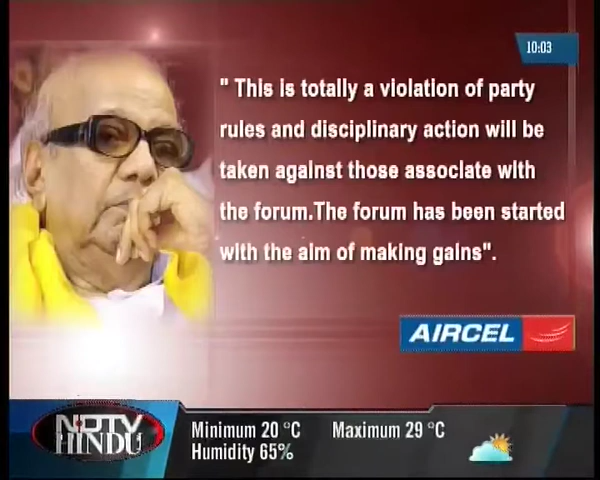 10:03
" This is totally a violation of party
rules and disciplinary action will be
taken against those associate with
the forum.The forum has been started
with the aim of making gains".
AIRCEL
NDTV
HINDU
Minimum 20 °C Maximum 29 °C
Humidity 65%